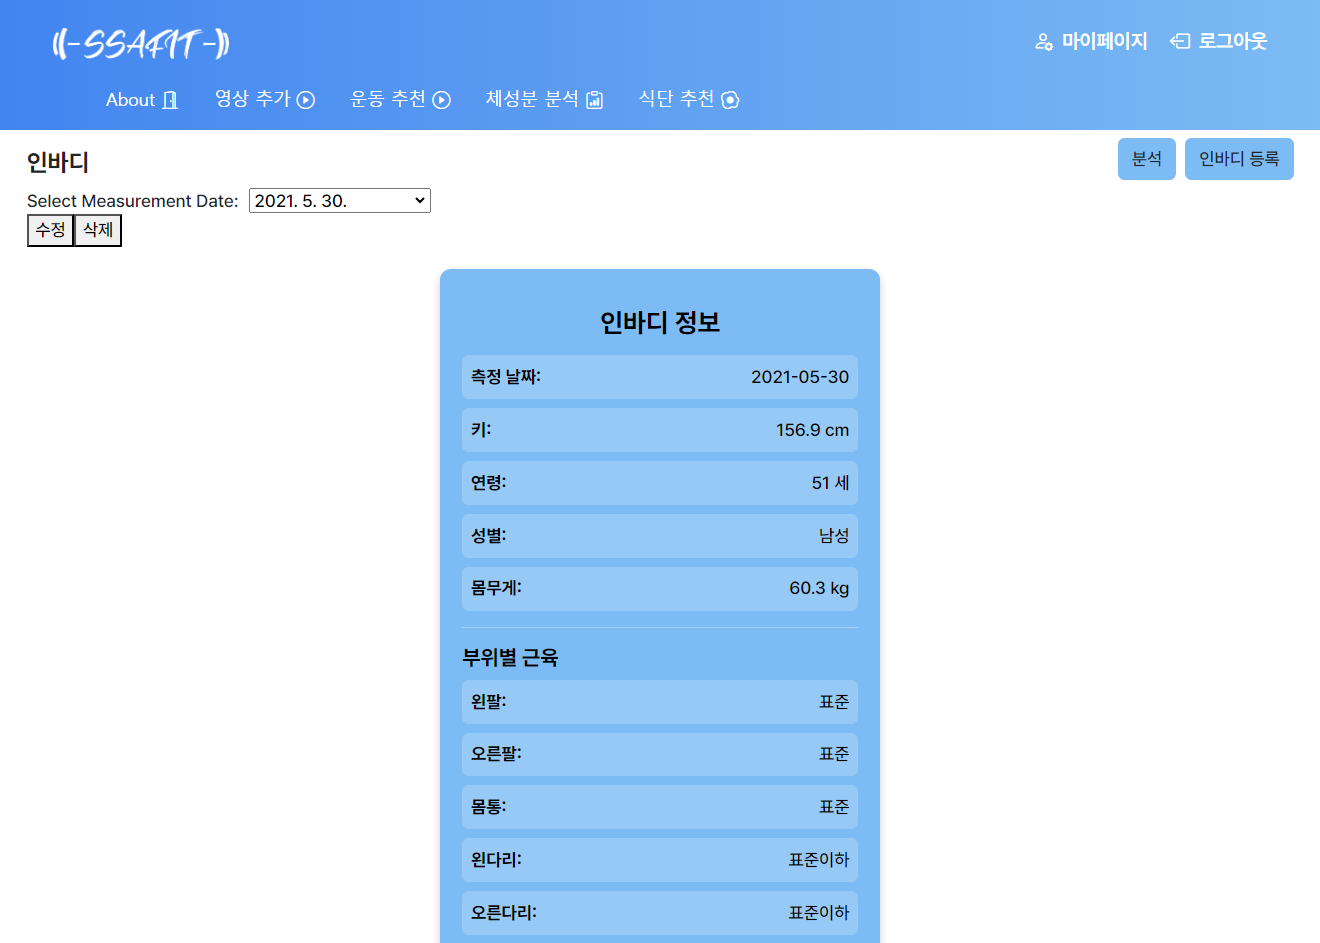 ((-SSAFIT-))
마이페이지 로그아웃
About 영상 추가 운동 추천 체성분 분석 식단 추천
인바디
분석 인바디 등록
Select Measurement Date: 2021. 5. 30.
수정 삭제
인바디 정보
측정 날짜: 2021-05-30
키: 156.9 cm
연령: 51 세
성별: 남성
몸무게: 60.3 kg
부위별 근육
왼팔: 표준
오른팔: 표준
몸통: 표준
왼다리: 표준이하
오른다리: 표준이하